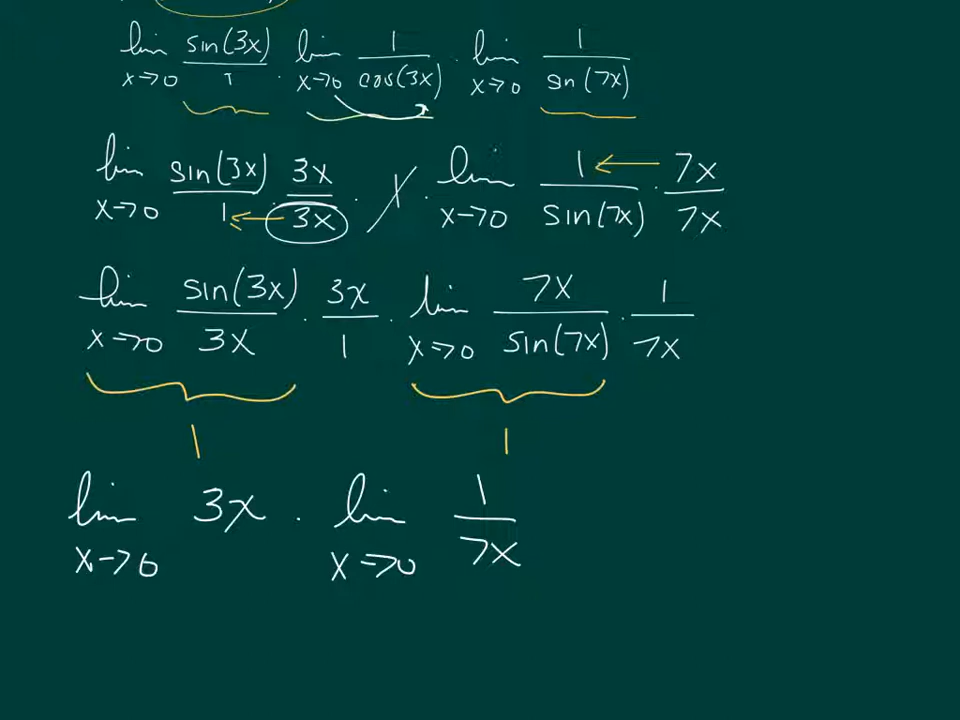 lim x→0 sin(3x)/1 · lim x→0 1/cos(3x) · lim x→0 1/sin(7x)
lim x→0 sin(3x)/1 · 3x/3x · 1 · lim x→0 1/sin(7x) · 7x/7x
lim x→0 sin(3x)/3x · 3x/1 · lim x→0 7x/sin(7x) · 1/7x
1 1
lim x→0 3x · lim x→0 1/7x